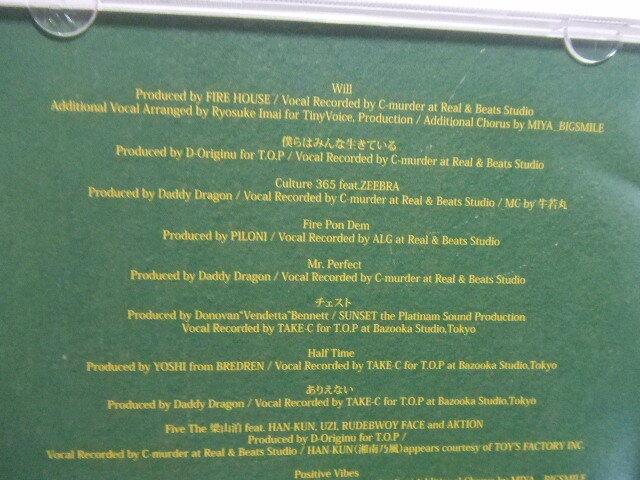 Will
Produced by FIRE HOUSE / Vocal Recorded by C-murder at Real & Beats Studio
Additional Vocal Arranged by Ryosuke Imai for TinyVoice, Production / Additional Chorus by MIYA_BIGSMILE
僕らはみんな生きている
Produced by D-Originu for T.O.P / Vocal Recorded by C-murder at Real & Beats Studio
Culture 365 feat.ZEEBRA
Produced by Daddy Dragon / Vocal Recorded by C-murder at Real & Beats Studio / MC by 牛若丸
Fire Pon Dem
Produced by PILONI / Vocal Recorded by ALG at Real & Beats Studio
Mr. Perfect
Produced by Daddy Dragon / Vocal Recorded by C-murder at Real & Beats Studio
チェスト
Produced by Donovan"Vendetta"Bennett / SUNSET the Platinam Sound Production
Vocal Recorded by TAKE-C for T.O.P at Bazooka Studio,Tokyo
Half Time
Produced by YOSHI from BREDREN / Vocal Recorded by TAKE-C for T.O.P at Bazooka Studio,Tokyo
ありえない
Produced by Daddy Dragon / Vocal Recorded by TAKE-C for T.O.P at Bazooka Studio,Tokyo
Five The 梁山泊 feat. HAN-KUN, UZI, RUDEBWOY FACE and AKTION
Produced by D-Originu for T.O.P /
Vocal Recorded by C-murder at Real & Beats Studio / HAN-KUN(湘南乃風)appears courtesy of TOY'S FACTORY INC.
Positive Vibes